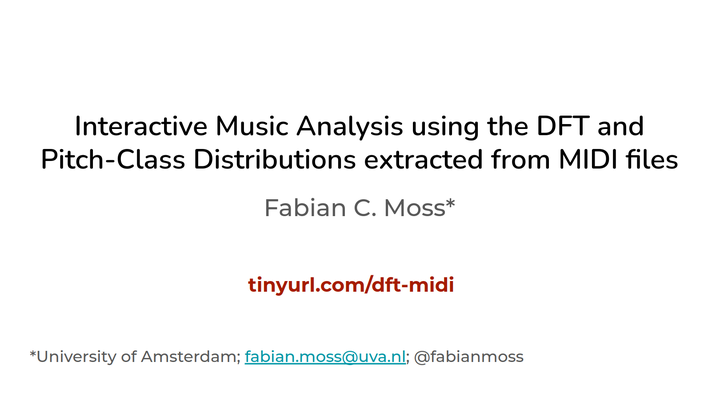 Interactive Music Analysis using the DFT and
Pitch-Class Distributions extracted from MIDI files
Fabian C. Moss*
tinyurl.com/dft-midi
*University of Amsterdam; fabian.moss@uva.nl; @fabianmoss